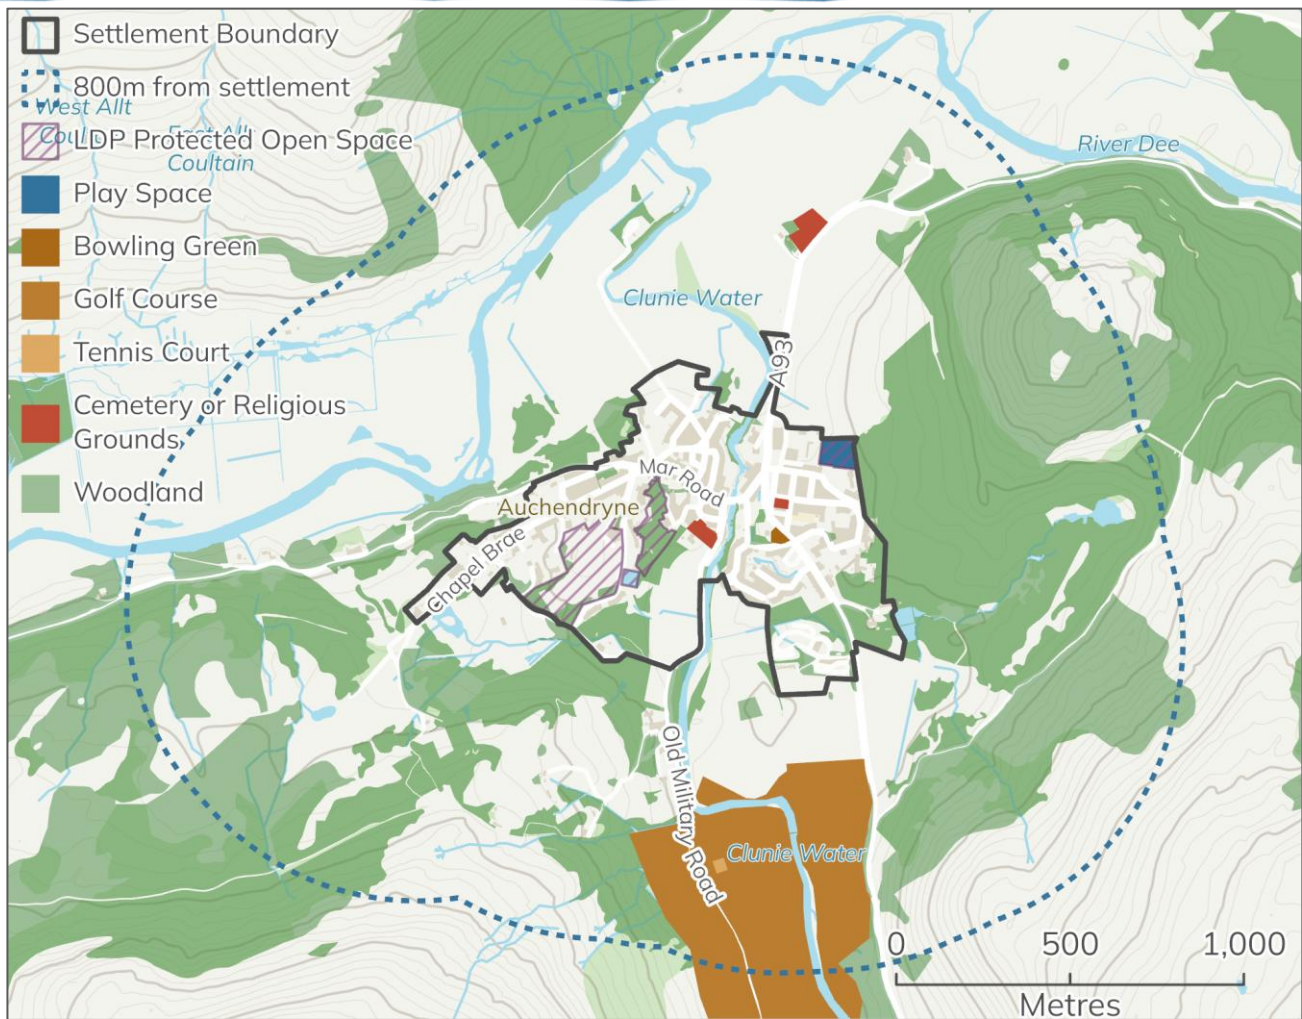 Settlement Boundary
800m from settlement
West Allt
LDP Protected Open Space
Coultain
Play Space
River Dee
Bowling Green
Golf Course
Clunie Water
Tennis Court
A93
Cemetery or Religious
Grounds
Woodland
Mar Road
Auchendryne
Chapel Brae
Old Military Road
Clunie Water
0 500 1,000
Metres